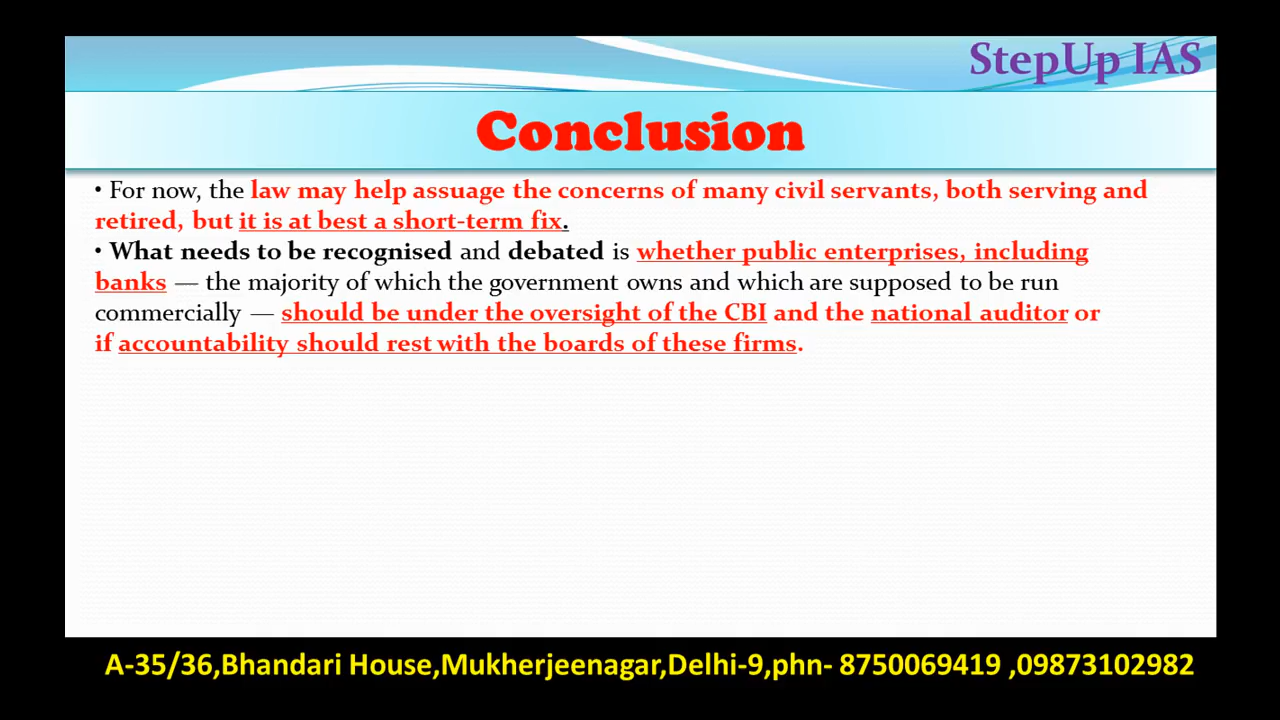 StepUp IAS
Conclusion
• For now, the law may help assuage the concerns of many civil servants, both serving and
retired, but it is at best a short-term fix.
• What needs to be recognised and debated is whether public enterprises, including
banks — the majority of which the government owns and which are supposed to be run
commercially — should be under the oversight of the CBI and the national auditor or
if accountability should rest with the boards of these firms.
A-35/36,Bhandari House,Mukherjeenagar,Delhi-9,phn- 8750069419 ,09873102982